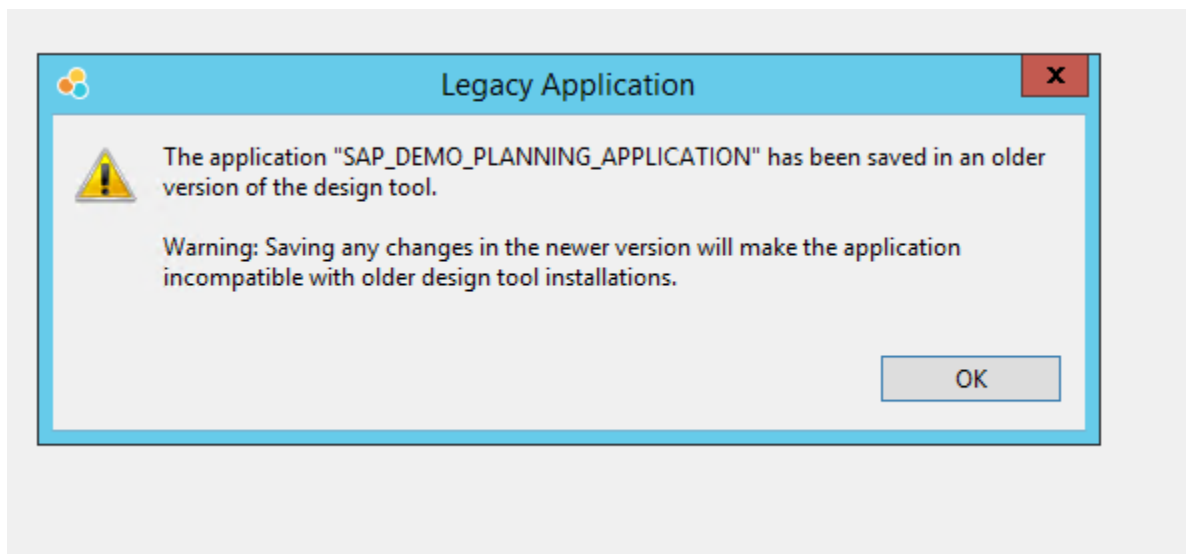 Legacy Application
x
The application "SAP_DEMO_PLANNING_APPLICATION" has been saved in an older
version of the design tool.
Warning: Saving any changes in the newer version will make the application
incompatible with older design tool installations.
OK